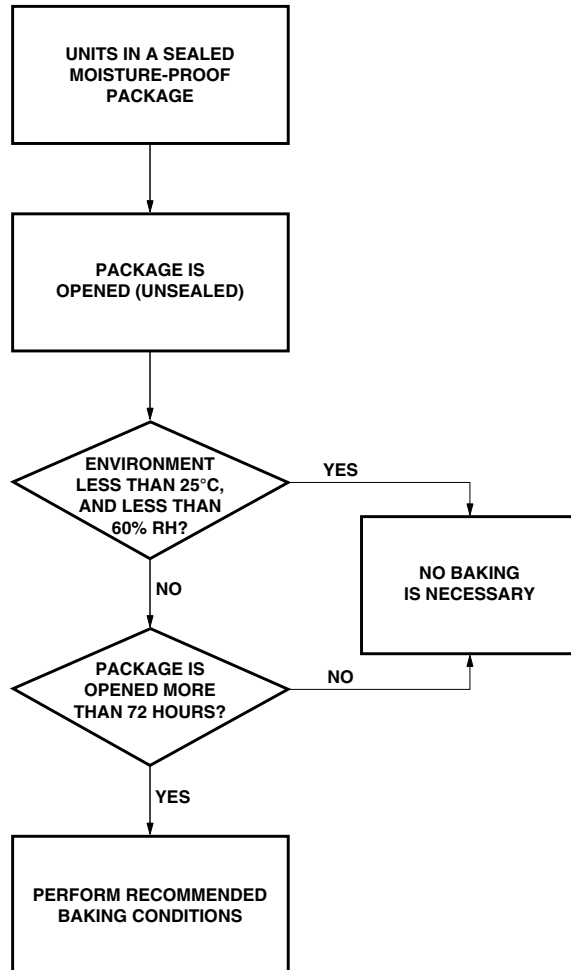 UNITS IN A SEALED
MOISTURE-PROOF
PACKAGE
PACKAGE IS
OPENED (UNSEALED)
ENVIRONMENT
LESS THAN 25°C,
AND LESS THAN
60% RH?
YES
NO BAKING
IS NECESSARY
NO
PACKAGE IS
OPENED MORE
THAN 72 HOURS?
NO
YES
PERFORM RECOMMENDED
BAKING CONDITIONS